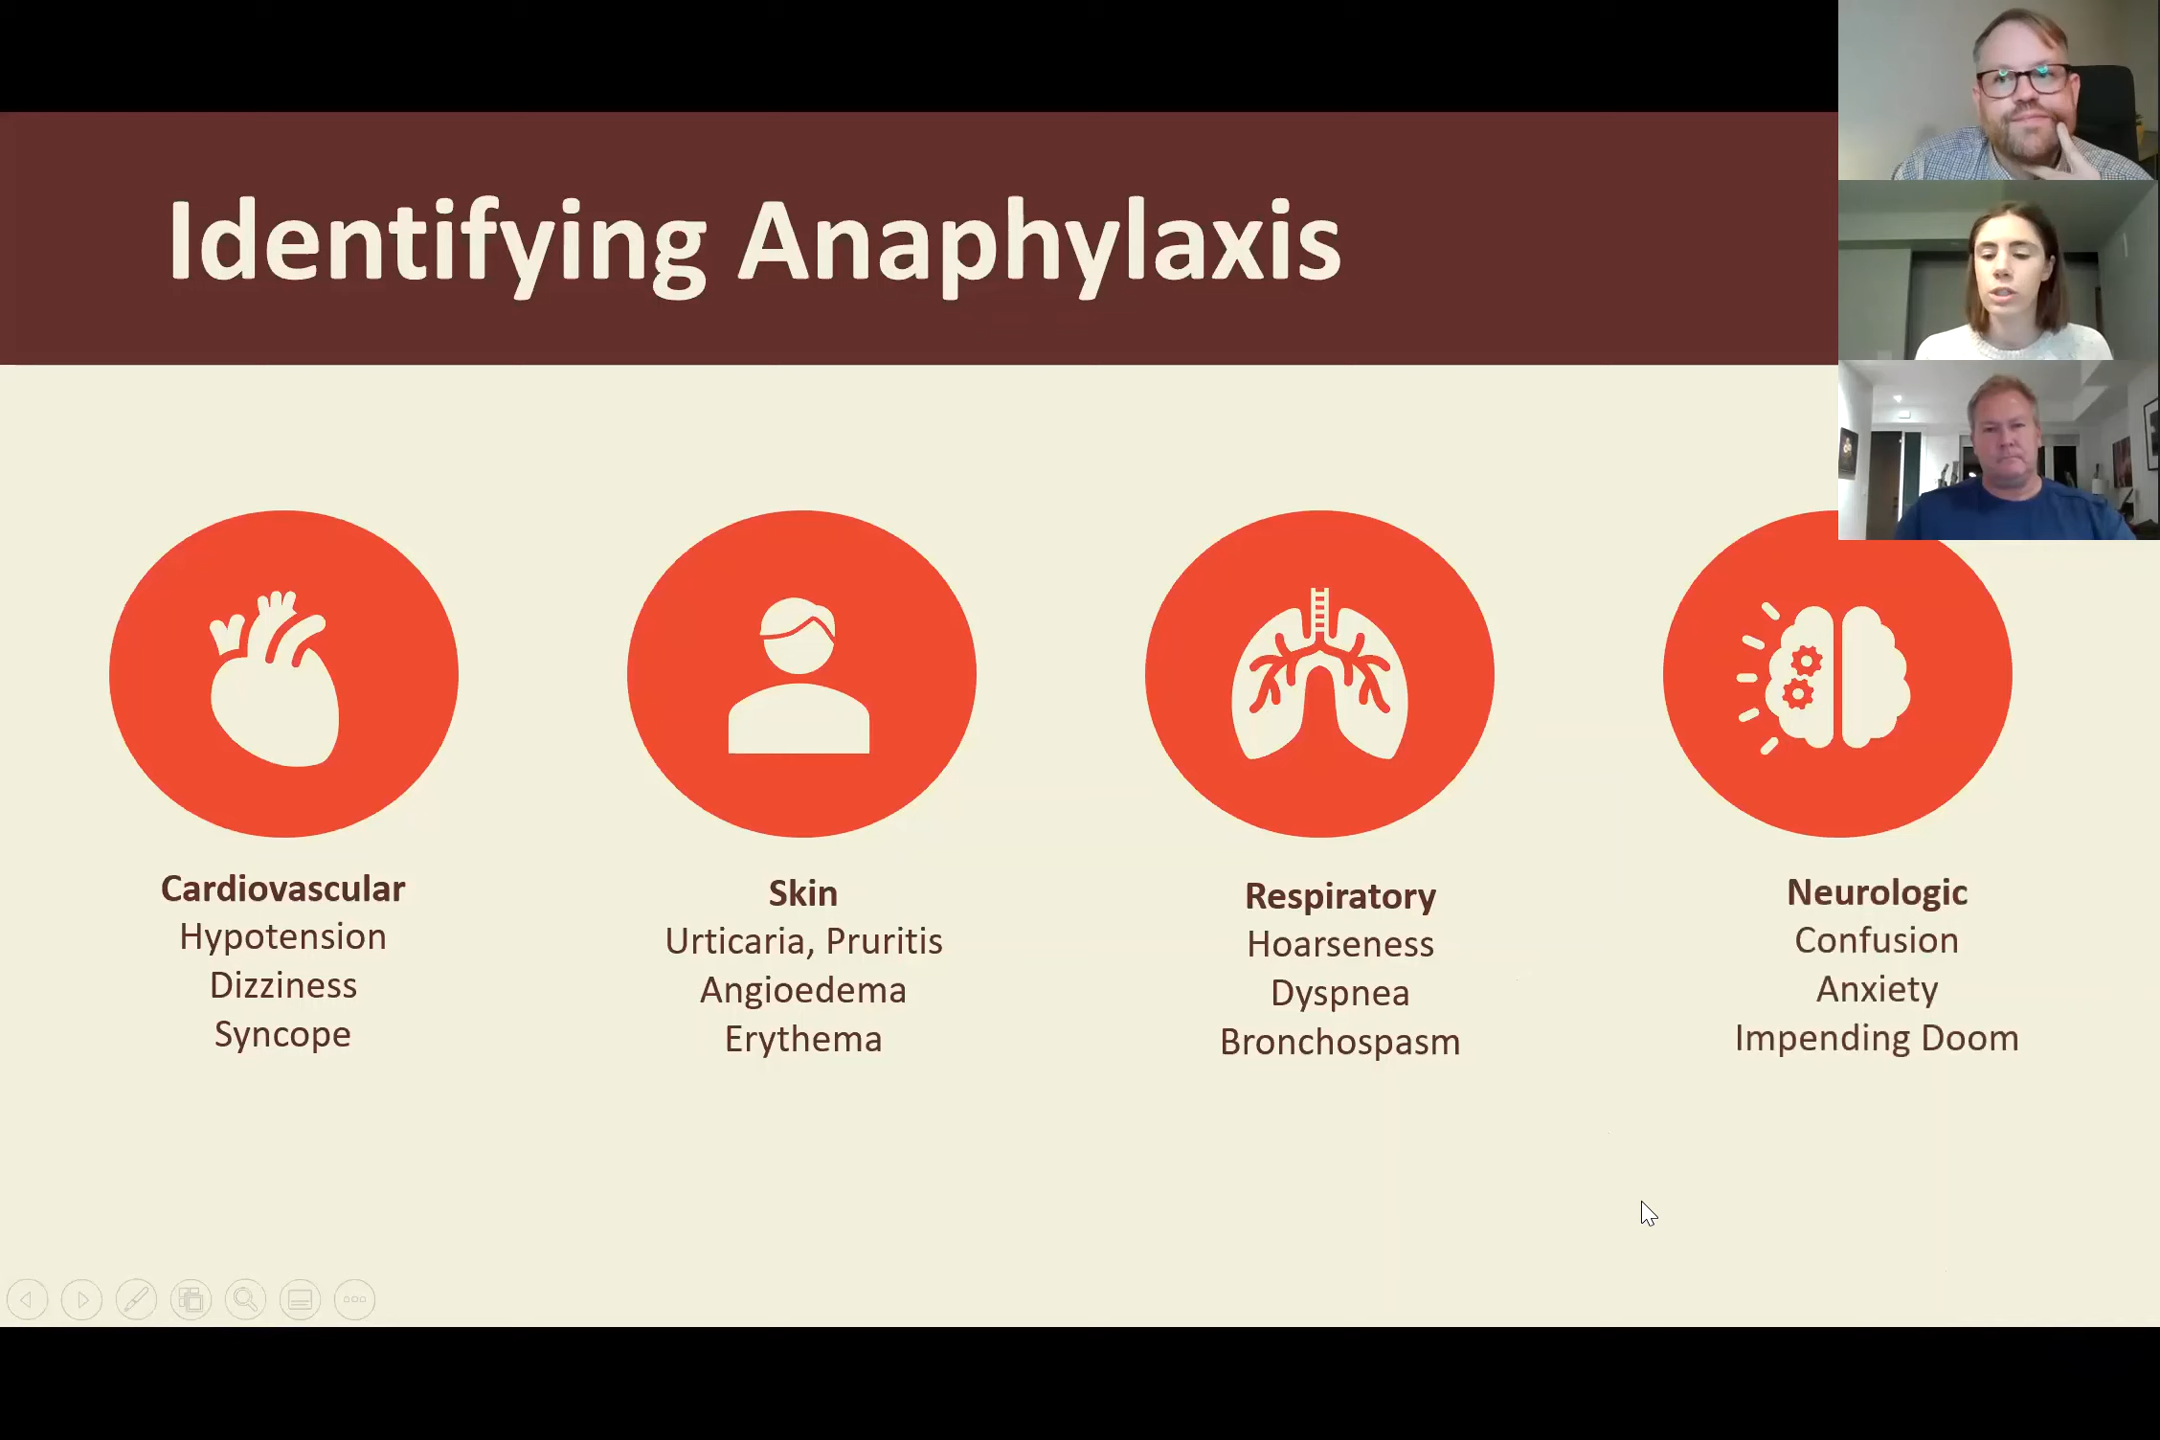 Identifying Anaphylaxis
Cardiovascular
Hypotension
Dizziness
Syncope
Skin
Urticaria, Pruritis
Angioedema
Erythema
Respiratory
Hoarseness
Dyspnea
Bronchospasm
Neurologic
Confusion
Anxiety
Impending Doom